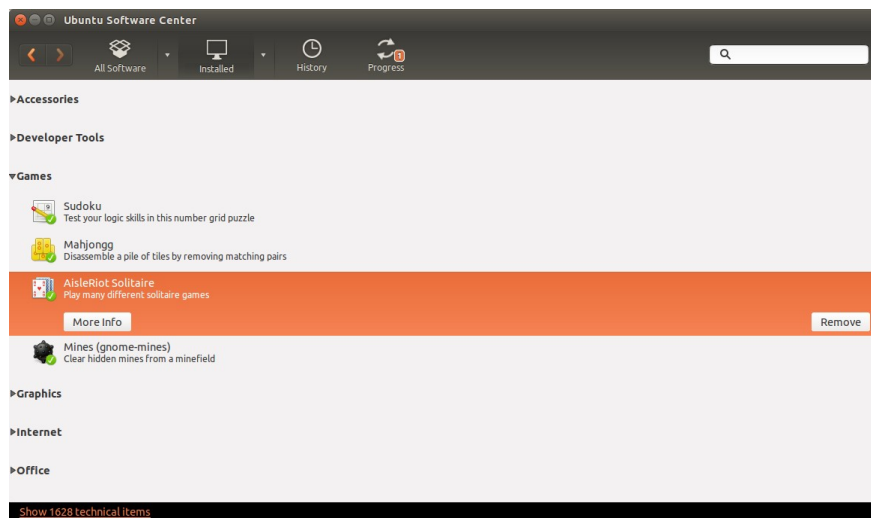 Ubuntu Software Center
All Software
Installed
History
1
Progress
Accessories
Developer Tools
Games
Sudoku
Test your logic skills in this number grid puzzle
Mahjongg
Disassemble a pile of tiles by removing matching pairs
AisleRiot Solitaire
Play many different solitaire games
More Info
Remove
Mines (gnome-mines)
Clear hidden mines from a minefield
Graphics
Internet
Office
Show 1628 technical items